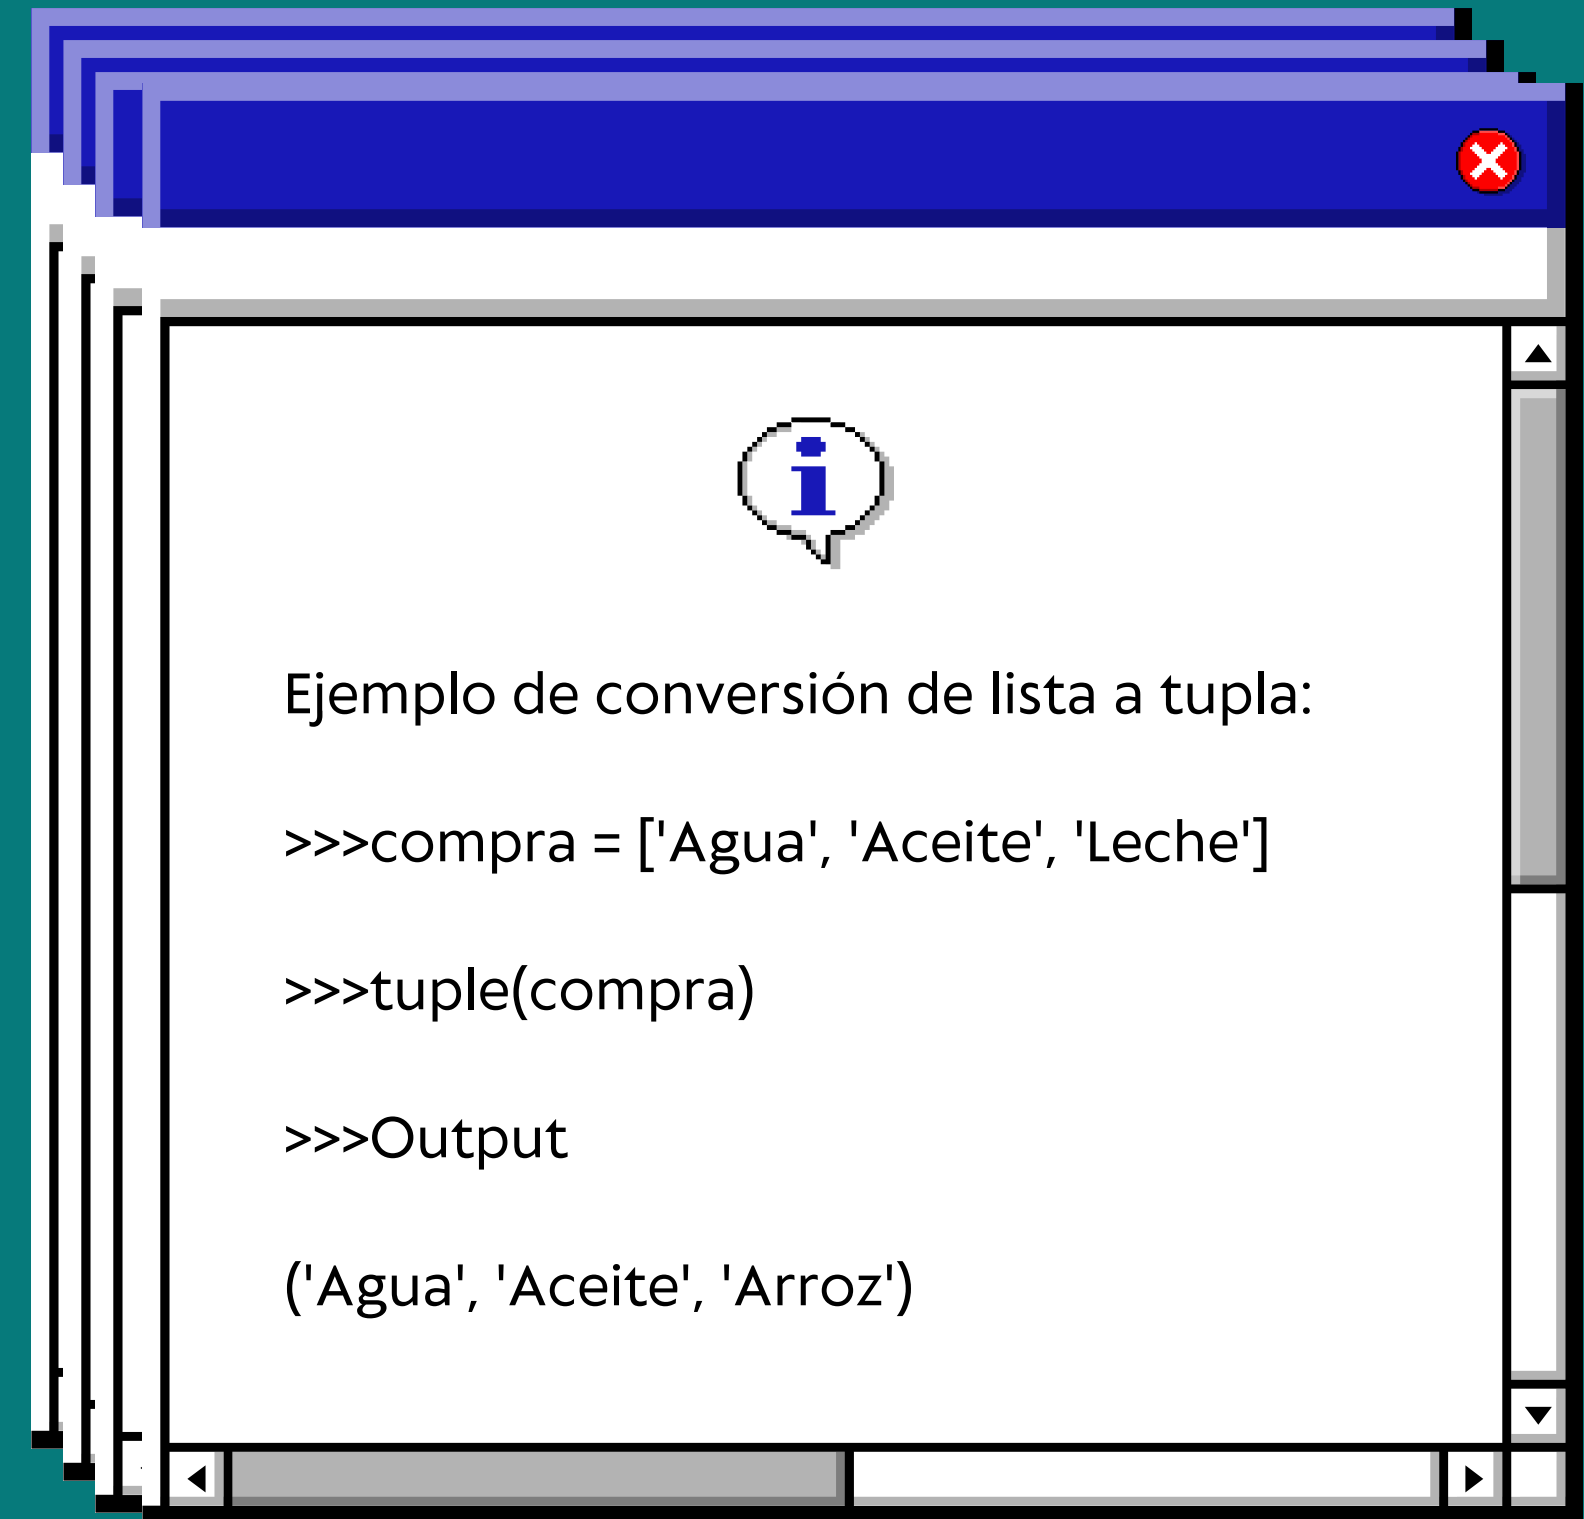 i
Ejemplo de conversión de lista a tupla:
>>>compra = ['Agua', 'Aceite', 'Leche']
>>>tuple(compra)
>>>Output
('Agua', 'Aceite', 'Arroz')